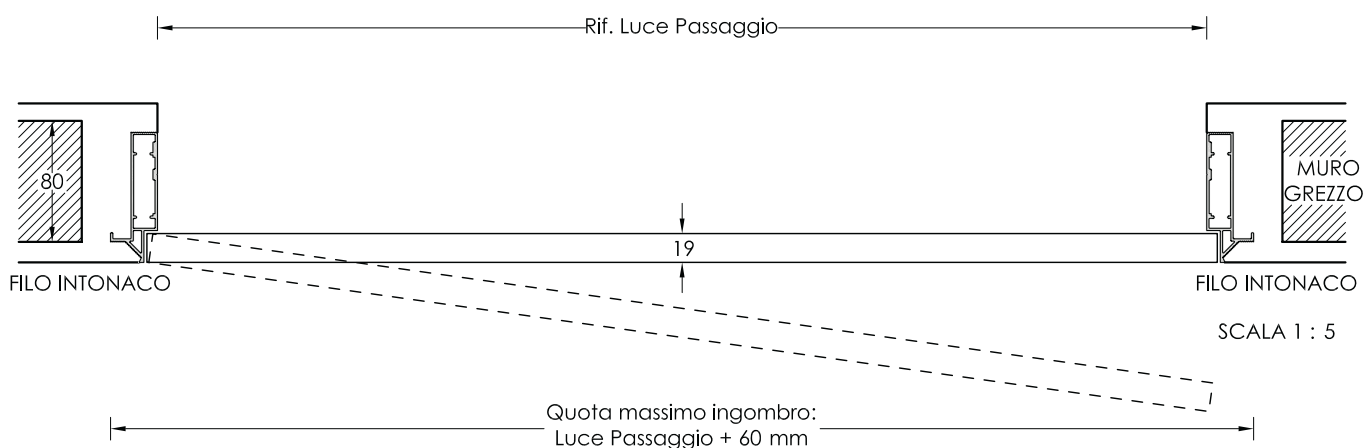 Rif. Luce Passaggio
80
MURO
GREZZO
19
FILO INTONACO
FILO INTONACO
SCALA 1 : 5
Quota massimo ingombro:
Luce Passaggio + 60 mm